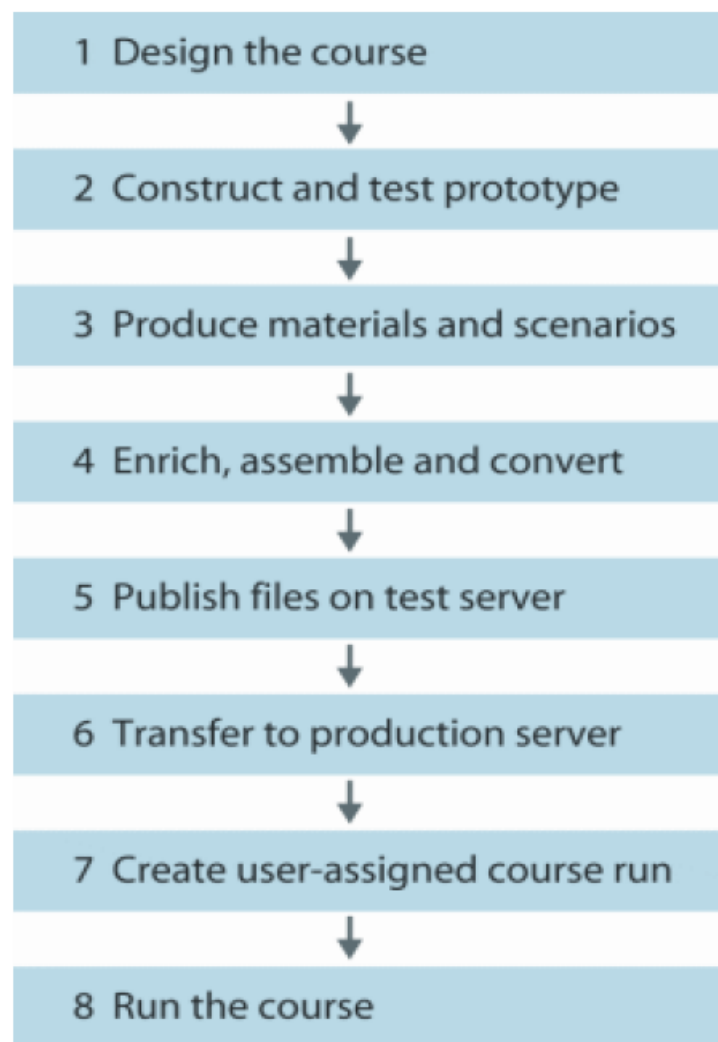 1 Design the course
2 Construct and test prototype
3 Produce materials and scenarios
4 Enrich, assemble and convert
5 Publish files on test server
6 Transfer to production server
7 Create user-assigned course run
8 Run the course